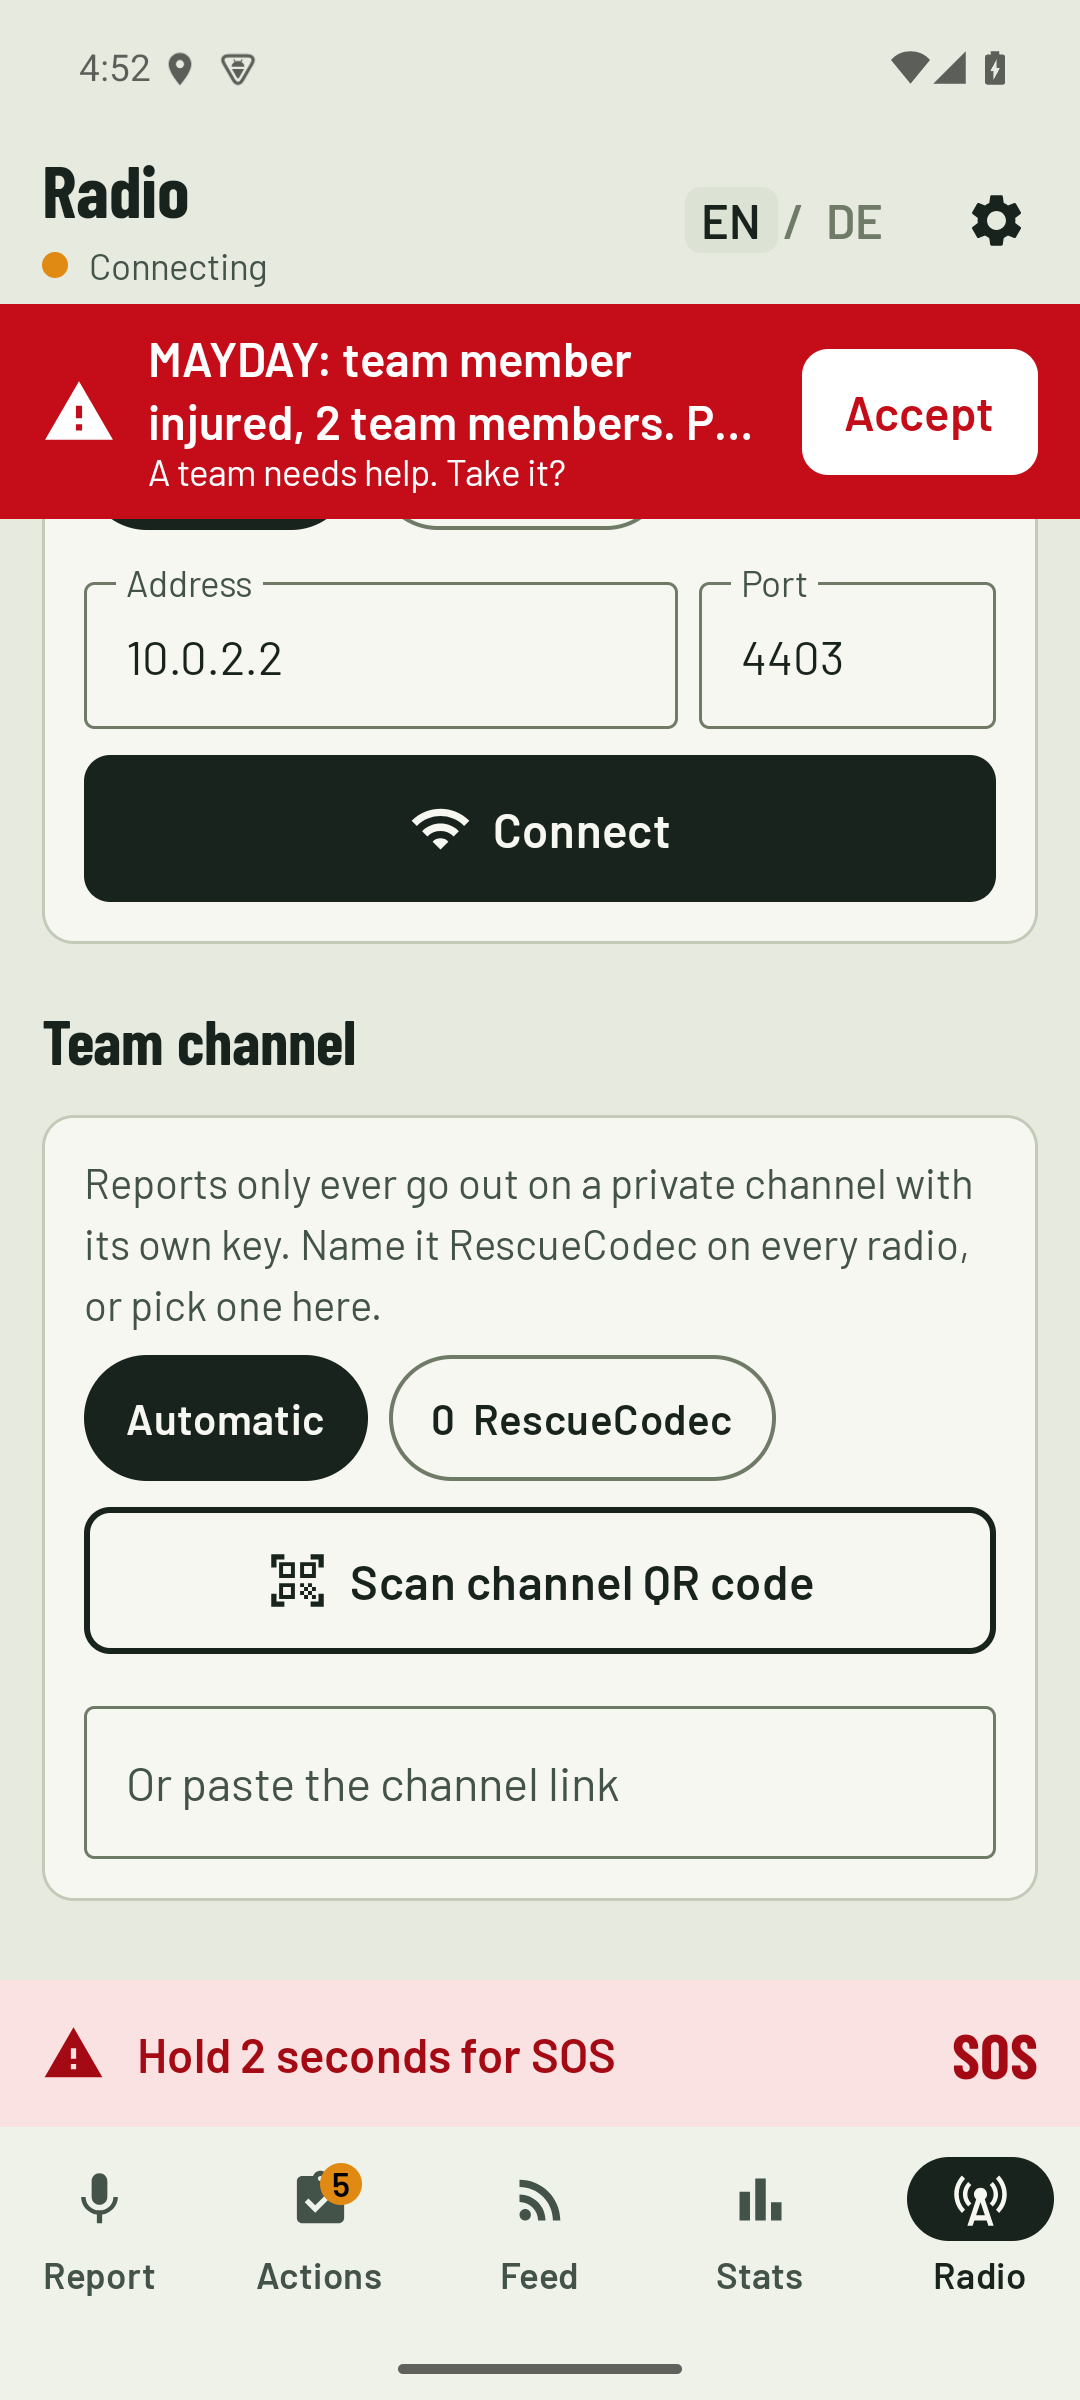 4:52
Radio
EN / DE
Connecting
MAYDAY: team member
injured, 2 team members. P...
A team needs help. Take it?
Accept
Address
Port
10.0.2.2
4403
Connect
Team channel
Reports only ever go out on a private channel with
its own key. Name it RescueCodec on every radio,
or pick one here.
Automatic
0 RescueCodec
Scan channel QR code
Or paste the channel link
Hold 2 seconds for SOS
SOS
5
Report
Actions
Feed
Stats
Radio